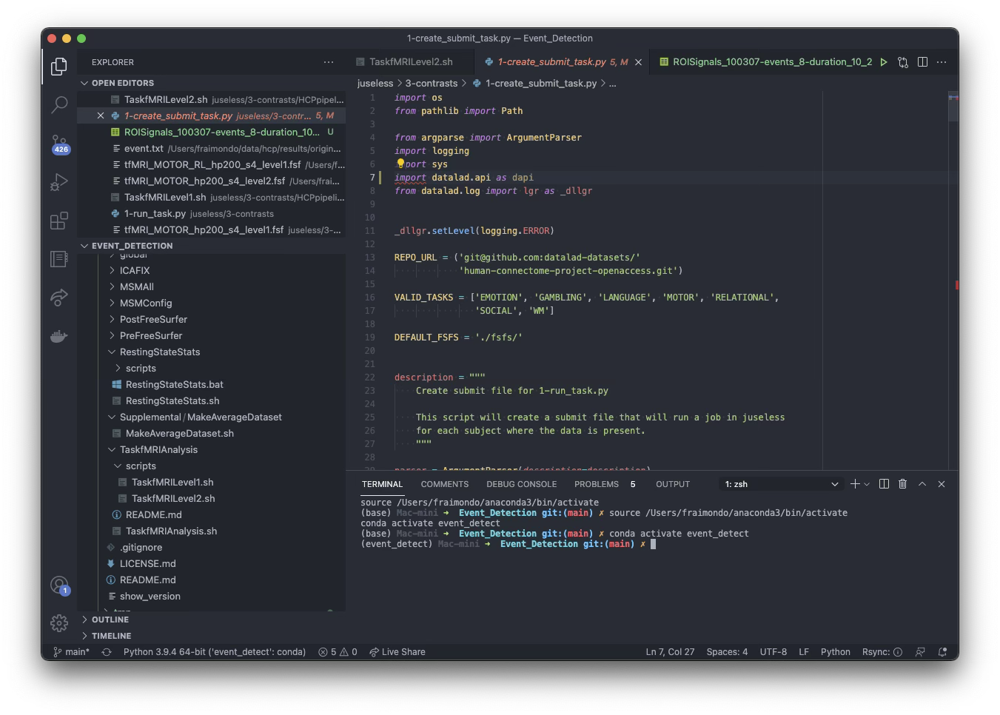 1-create_submit_task.py — Event_Detection
EXPLORER
OPEN EDITORS
TaskfMRILevel2.sh juseless/3-contrasts/HCPpipel...
1-create_submit_task.py juseless/3-contr... 5, M
ROISignals_100307-events_8-duration_10... U
event.txt /Users/fraimondo/data/hcp/results/origin...
tfMRI_MOTOR_RL_hp200_s4_level1.fsf /Users/f...
tfMRI_MOTOR_hp200_s4_level2.fsf /Users/frai...
TaskfMRILevel1.sh juseless/3-contrasts/HCPpipeli...
1-run_task.py juseless/3-contrasts
tfMRI_MOTOR_hp200_s4_level1.fsf juseless/3-...
EVENT_DETECTION
global
ICAFIX
MSMAll
MSMConfig
PostFreeSurfer
PreFreeSurfer
RestingStateStats
scripts
RestingStateStats.bat
RestingStateStats.sh
Supplemental/MakeAverageDataset
MakeAverageDataset.sh
TaskfMRIAnalysis
scripts
TaskfMRILevel1.sh
TaskfMRILevel2.sh
README.md
TaskfMRIAnalysis.sh
.gitignore
LICENSE.md
README.md
show_version
tmp
OUTLINE
TIMELINE
426
1
TaskfMRILevel2.sh
1-create_submit_task.py 5, M
ROISignals_100307-events_8-duration_10_2
juseless > 3-contrasts > 1-create_submit_task.py > ...
1 import os
2 from pathlib import Path
3
4 from argparse import ArgumentParser
5 import logging
6 port sys
7 import datalad.api as dapi
8 from datalad.log import lgr as _dllgr
9
10
11 _dllgr.setLevel(logging.ERROR)
12
13 REPO_URL = ('git@github.com:datalad-datasets/'
14 'human-connectome-project-openaccess.git')
15
16 VALID_TASKS = ['EMOTION', 'GAMBLING', 'LANGUAGE', 'MOTOR', 'RELATIONAL',
17 'SOCIAL', 'WM']
18
19 DEFAULT_FSFS = './fsfs/'
20
21
22 description = """
23 Create submit file for 1-run_task.py
24
25 This script will create a submit file that will run a job in juseless
26 for each subject where the data is present.
27 """
28
29 parser = ArgumentParser(description=description)
TERMINAL COMMENTS DEBUG CONSOLE PROBLEMS 5 OUTPUT 1: zsh
source /Users/fraimondo/anaconda3/bin/activate
(base) Mac-mini ➜ Event_Detection git:(main) ✗ source /Users/fraimondo/anaconda3/bin/activate
conda activate event_detect
(base) Mac-mini ➜ Event_Detection git:(main) ✗ conda activate event_detect
(event_detect) Mac-mini ➜ Event_Detection git:(main) ✗
main* Python 3.9.4 64-bit ('event_detect': conda) 5 0 Live Share Ln 7, Col 27 Spaces: 4 UTF-8 LF Python Rsync: